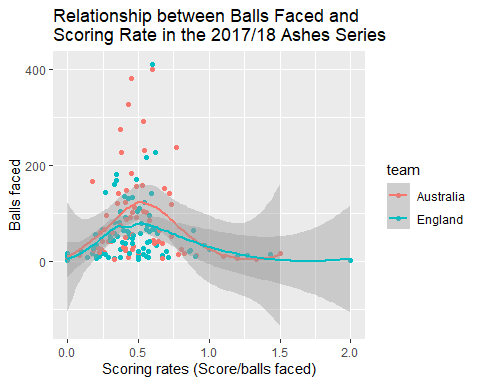 Relationship between Balls Faced and
Scoring Rate in the 2017/18 Ashes Series
400
200
0
Balls faced
0.0 0.5 1.0 1.5 2.0
Scoring rates (Score/balls faced)
team
Australia
England